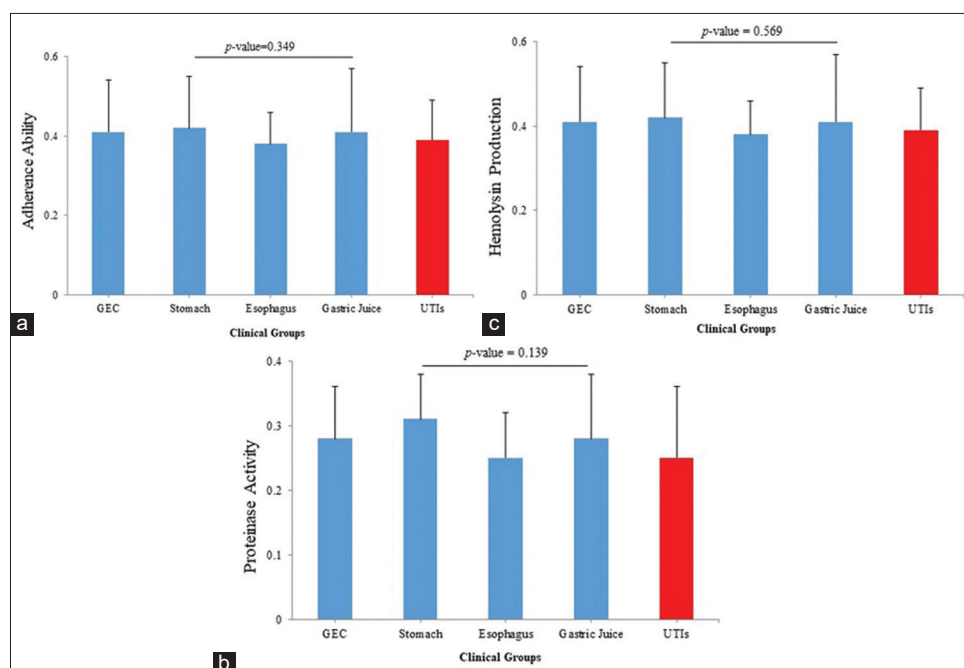 p-value=0.349
0.6
0.4
0.2
0
Adherence Ability
GEC Stomach Esophagus Gastric Juice UTIs
Clinical Groups
a
p-value = 0.569
0.6
0.4
0.2
0
Hemolysin Production
GEC Stomach Esophagus Gastric Juice UTIs
Clinical Groups
c
p-value = 0.139
0.4
0.3
0.2
0.1
0
Proteinase Activity
GEC Stomach Esophagus Gastric Juice UTIs
Clinical Groups
b